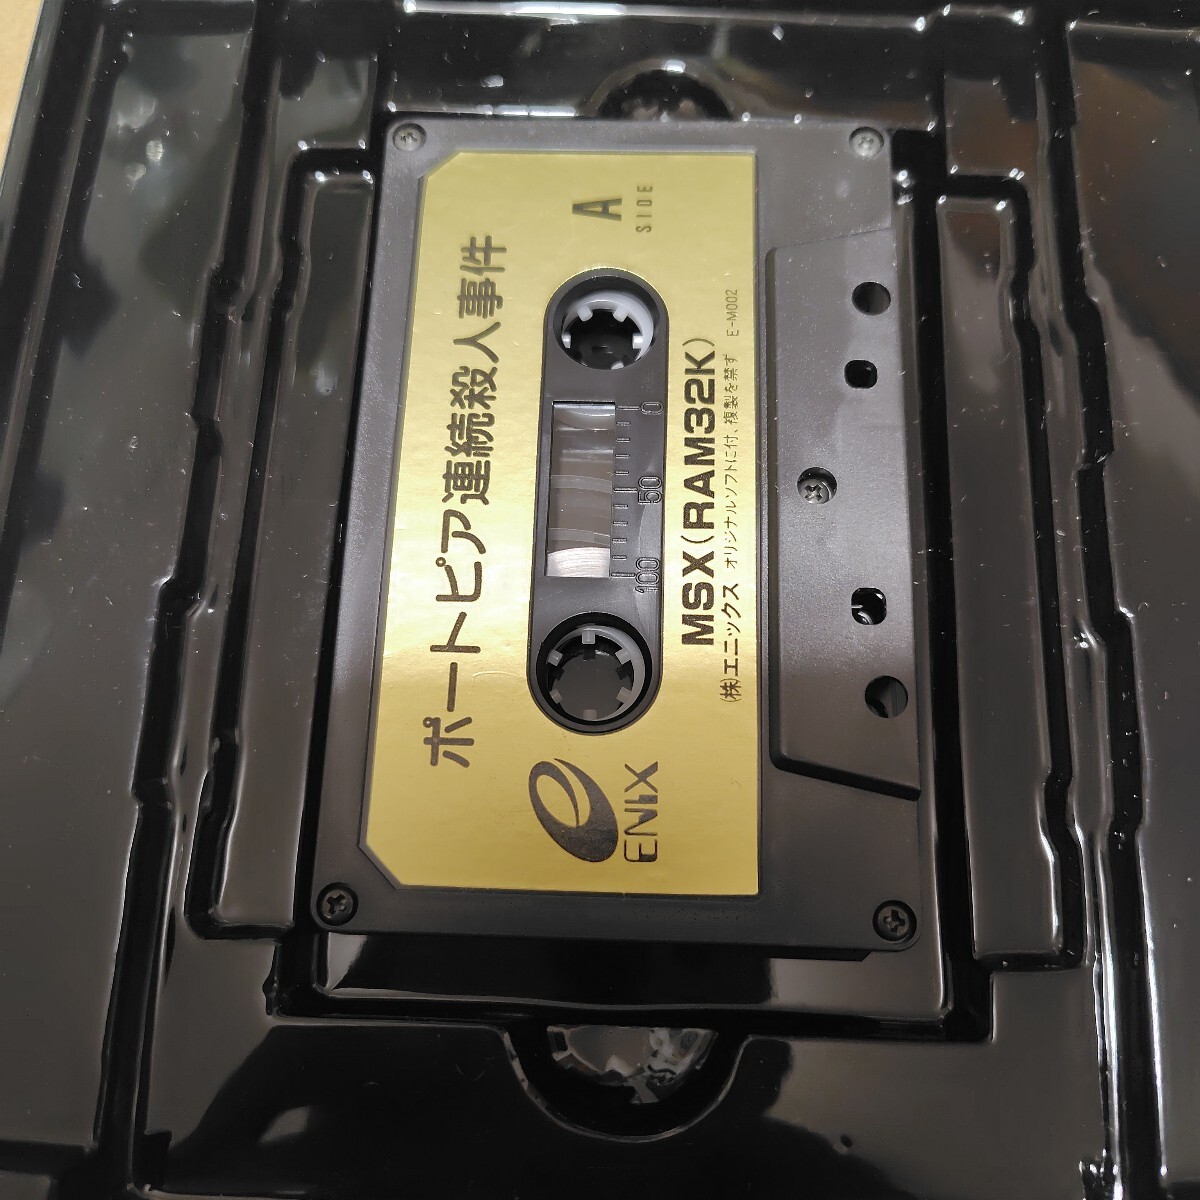 A
SIDE
ポートピア連続殺人事件
0
50
100
MSX(RAM32K)
(株)エニックス オリジナルソフトに付、複製を禁ず E-M002
ENIX